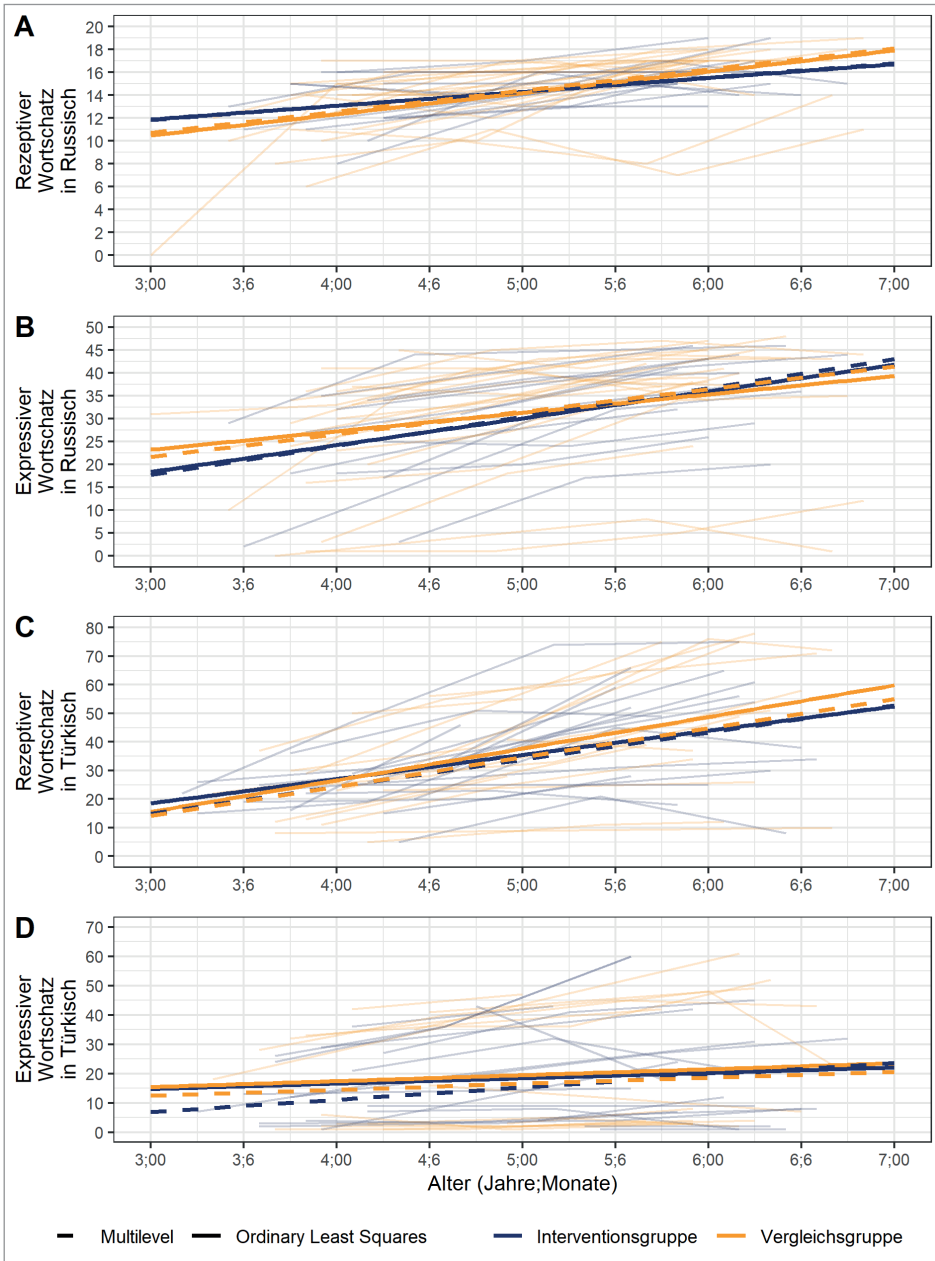 A
Rezeptiver
Wortschatz
in Russisch
20
18
16
14
12
10
8
6
4
2
0
3;00 3;6 4;00 4;6 5;00 5;6 6;00 6;6 7;00
B
Expressiver
Wortschatz
in Russisch
50
45
40
35
30
25
20
15
10
5
0
3;00 3;6 4;00 4;6 5;00 5;6 6;00 6;6 7;00
C
Rezeptiver
Wortschatz
in Türkisch
80
70
60
50
40
30
20
10
0
3;00 3;6 4;00 4;6 5;00 5;6 6;00 6;6 7;00
D
Expressiver
Wortschatz
in Türkisch
70
60
50
40
30
20
10
0
3;00 3;6 4;00 4;6 5;00 5;6 6;00 6;6 7;00
Alter (Jahre;Monate)
Multilevel Ordinary Least Squares Interventionsgruppe Vergleichsgruppe